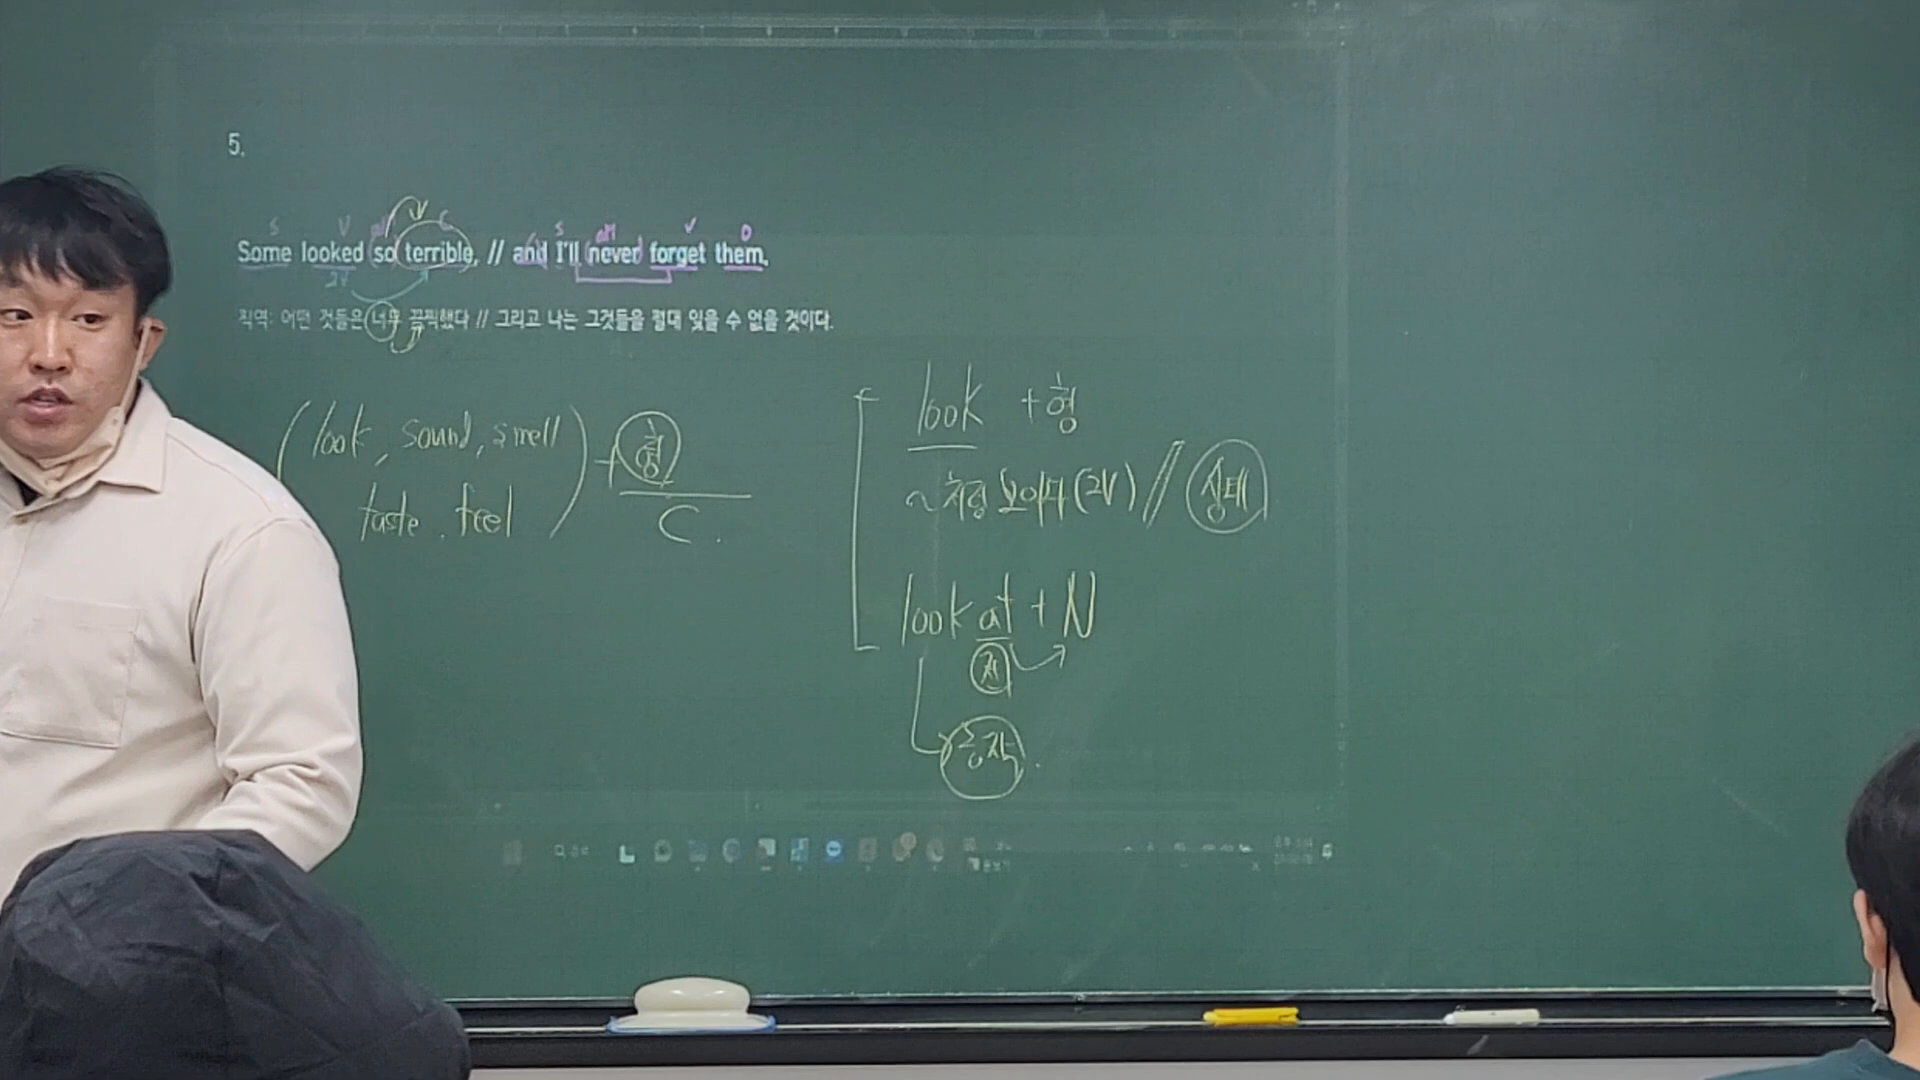 5.
S V C S V O
Some looked so terrible, // and I'll never forget them.
2V
직역: 어떤 것들은 너무 끔찍했다 // 그리고 나는 그것들을 절대 잊을 수 없을 것이다.
(look, sound, smell
taste. feel) + 형
C.
look + 형
~처럼 보이다 (2V) // 상태
look at + N
전
동작.